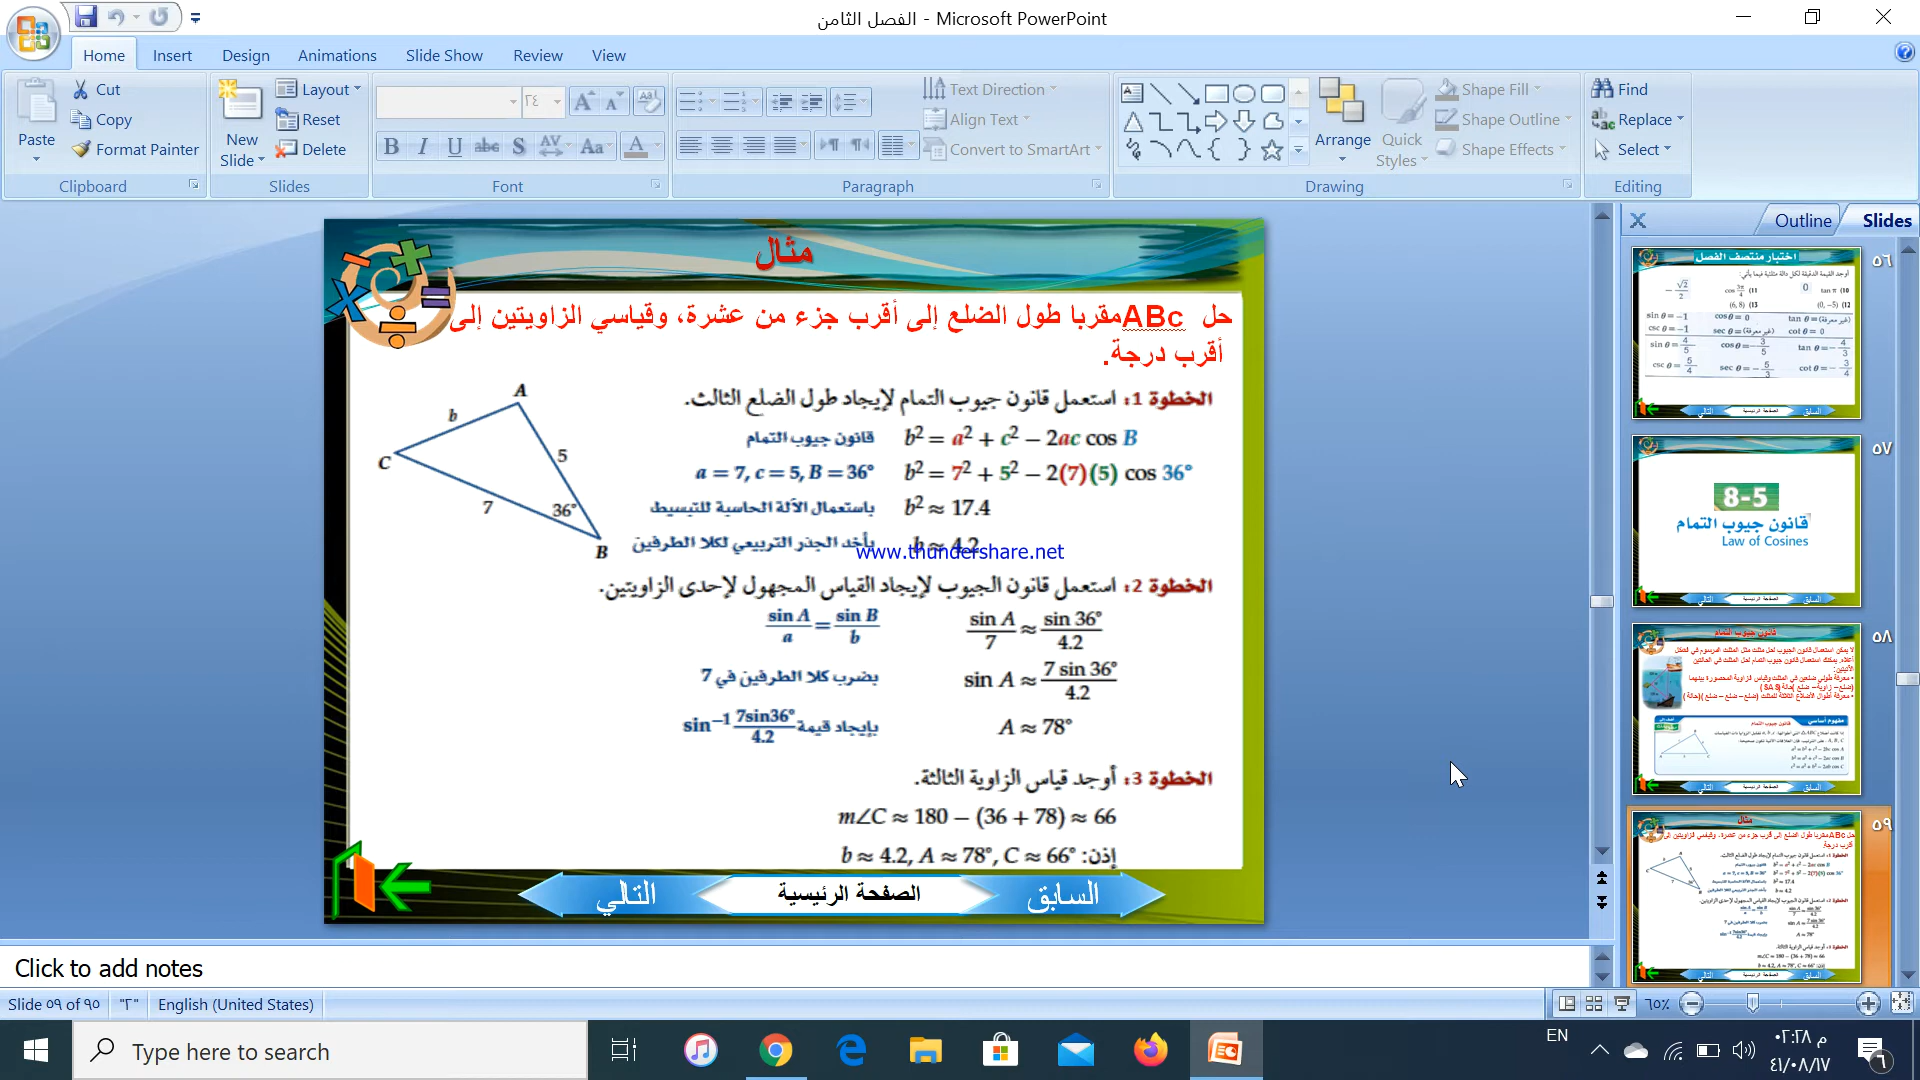 الفصل الثامن - Microsoft PowerPoint
Home Insert Design Animations Slide Show Review View
Paste
Cut
Copy
Format Painter
Clipboard
New Slide
Layout
Reset
Delete
Slides
٢٤
Font
Text Direction
Align Text
Convert to SmartArt
Paragraph
Arrange
Quick Styles
Shape Fill
Shape Outline
Shape Effects
Drawing
Find
Replace
Select
Editing
مثال
حل ABc مقربا طول الضلع إلى أقرب جزء من عشرة، وقياسي الزاويتين إلى
أقرب درجة.
A
b
C
5
7
36°
B
الخطوة 1: استعمل قانون جيوب التمام لإيجاد طول الضلع الثالث.
قانون جيوب التمام b² = a² + c² − 2ac cos B
a = 7, c = 5, B = 36° b² = 7² + 5² − 2(7)(5) cos 36°
باستعمال الآلة الحاسبة للتبسيط b² ≈ 17.4
بأخذ الجذر التربيعي لكلا الطرفين b ≈ 4.2
www.thundershare.net
الخطوة 2: استعمل قانون الجيوب لإيجاد القياس المجهول لإحدى الزاويتين.
sin A / a = sin B / b sin A / 7 ≈ sin 36° / 4.2
بضرب كلا الطرفين في 7 sin A ≈ 7 sin 36° / 4.2
بإيجاد قيمة sin⁻¹ 7sin36° / 4.2 A ≈ 78°
الخطوة 3: أوجد قياس الزاوية الثالثة.
m∠C ≈ 180 − (36 + 78) ≈ 66
إذن: b ≈ 4.2, A ≈ 78°, C ≈ 66°
السابق
الصفحة الرئيسية
التالي
Outline Slides
٥٦
اختبار منتصف الفصل
أوجد القيمة الدقيقة لكل دالة مثلثية فيما يأتي:
٥٧
8-5
قانون جيوب التمام
Law of Cosines
٥٨
قانون جيوب التمام
٥٩
مثال
Click to add notes
Slide ٥٩ of ٩٥ "٢" English (United States) ٦٥٪
Type here to search
EN
٠٢:٢٨ م
٤١/٠٨/١٧
٦